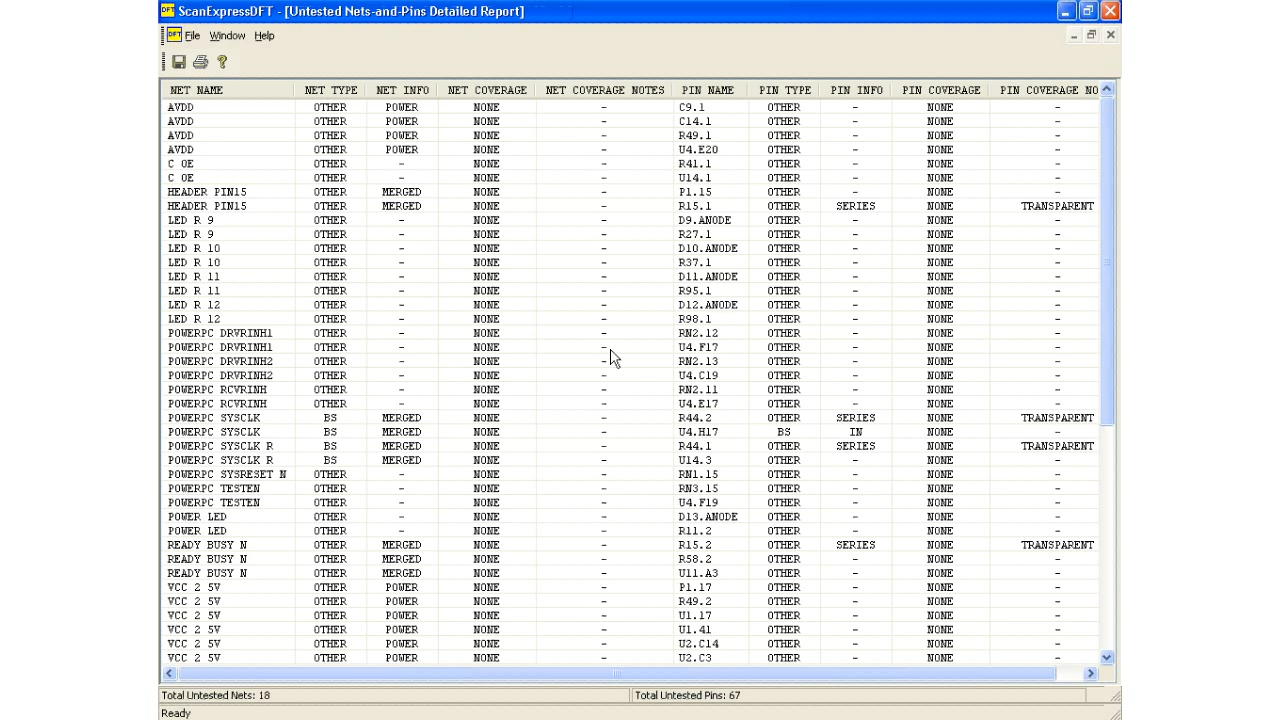 ScanExpressDFT - [Untested Nets-and-Pins Detailed Report]
DFT File Window Help
NET NAME NET TYPE NET INFO NET COVERAGE NET COVERAGE NOTES PIN NAME PIN TYPE PIN INFO PIN COVERAGE PIN COVERAGE NO
AVDD OTHER POWER NONE - C9.1 OTHER - NONE -
AVDD OTHER POWER NONE - C14.1 OTHER - NONE -
AVDD OTHER POWER NONE - R49.1 OTHER - NONE -
AVDD OTHER POWER NONE - U4.E20 OTHER - NONE -
C OE OTHER - NONE - R41.1 OTHER - NONE -
C OE OTHER - NONE - U14.1 OTHER - NONE -
HEADER PIN15 OTHER MERGED NONE - P1.15 OTHER - NONE -
HEADER PIN15 OTHER MERGED NONE - R15.1 OTHER SERIES NONE TRANSPARENT
LED R 9 OTHER - NONE - D9.ANODE OTHER - NONE -
LED R 9 OTHER - NONE - R27.1 OTHER - NONE -
LED R 10 OTHER - NONE - D10.ANODE OTHER - NONE -
LED R 10 OTHER - NONE - R37.1 OTHER - NONE -
LED R 11 OTHER - NONE - D11.ANODE OTHER - NONE -
LED R 11 OTHER - NONE - R95.1 OTHER - NONE -
LED R 12 OTHER - NONE - D12.ANODE OTHER - NONE -
LED R 12 OTHER - NONE - R98.1 OTHER - NONE -
POWERPC DRVRINH1 OTHER - NONE - RN2.12 OTHER - NONE -
POWERPC DRVRINH1 OTHER - NONE - U4.F17 OTHER - NONE -
POWERPC DRVRINH2 OTHER - NONE - RN2.13 OTHER - NONE -
POWERPC DRVRINH2 OTHER - NONE - U4.C19 OTHER - NONE -
POWERPC RCVRINH OTHER - NONE - RN2.11 OTHER - NONE -
POWERPC RCVRINH OTHER - NONE - U4.E17 OTHER - NONE -
POWERPC SYSCLK BS MERGED NONE - R44.2 OTHER SERIES NONE TRANSPARENT
POWERPC SYSCLK BS MERGED NONE - U4.H17 BS IN NONE -
POWERPC SYSCLK R BS MERGED NONE - R44.1 OTHER SERIES NONE TRANSPARENT
POWERPC SYSCLK R BS MERGED NONE - U14.3 OTHER - NONE -
POWERPC SYSRESET N OTHER - NONE - RN1.15 OTHER - NONE -
POWERPC TESTEN OTHER - NONE - RN3.15 OTHER - NONE -
POWERPC TESTEN OTHER - NONE - U4.F19 OTHER - NONE -
POWER LED OTHER - NONE - D13.ANODE OTHER - NONE -
POWER LED OTHER - NONE - R11.2 OTHER - NONE -
READY BUSY N OTHER MERGED NONE - R15.2 OTHER SERIES NONE TRANSPARENT
READY BUSY N OTHER MERGED NONE - R58.2 OTHER - NONE -
READY BUSY N OTHER MERGED NONE - U11.A3 OTHER - NONE -
VCC 2 5V OTHER POWER NONE - P1.17 OTHER - NONE -
VCC 2 5V OTHER POWER NONE - R49.2 OTHER - NONE -
VCC 2 5V OTHER POWER NONE - U1.17 OTHER - NONE -
VCC 2 5V OTHER POWER NONE - U1.41 OTHER - NONE -
VCC 2 5V OTHER POWER NONE - U2.C14 OTHER - NONE -
VCC 2 5V OTHER POWER NONE - U2.C3 OTHER - NONE -
Total Untested Nets: 18 Total Untested Pins: 67
Ready